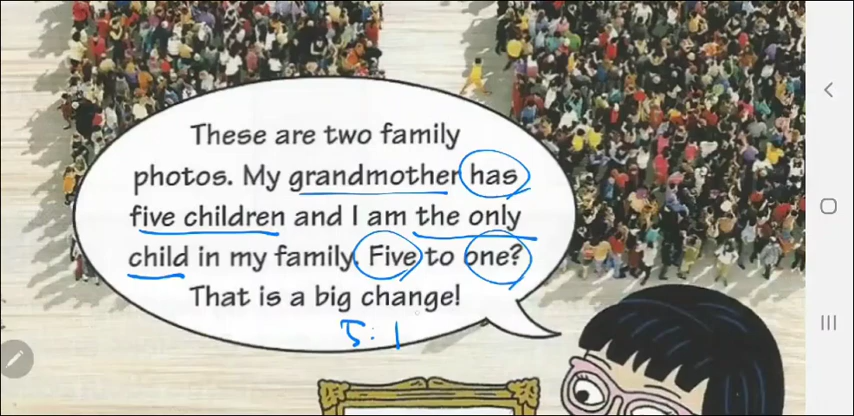 These are two family
photos. My grandmother has
five children and I am the only
child in my family. Five to one?
That is a big change!
5:1